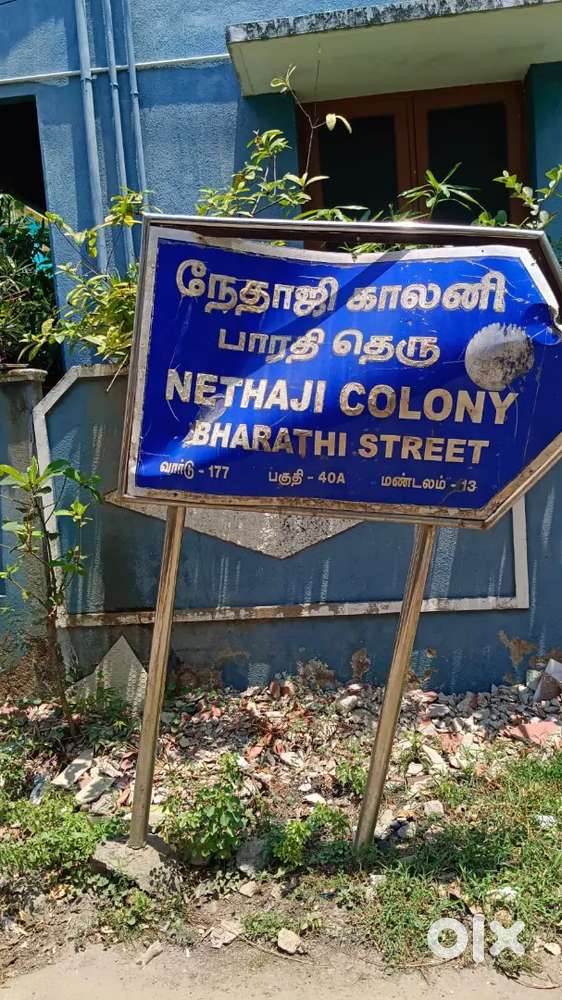 நேதாஜி காலனி
பாரதி தெரு
NETHAJI COLONY
BHARATHI STREET
வார்டு - 177 பகுதி - 40A மண்டலம் - 13
olx